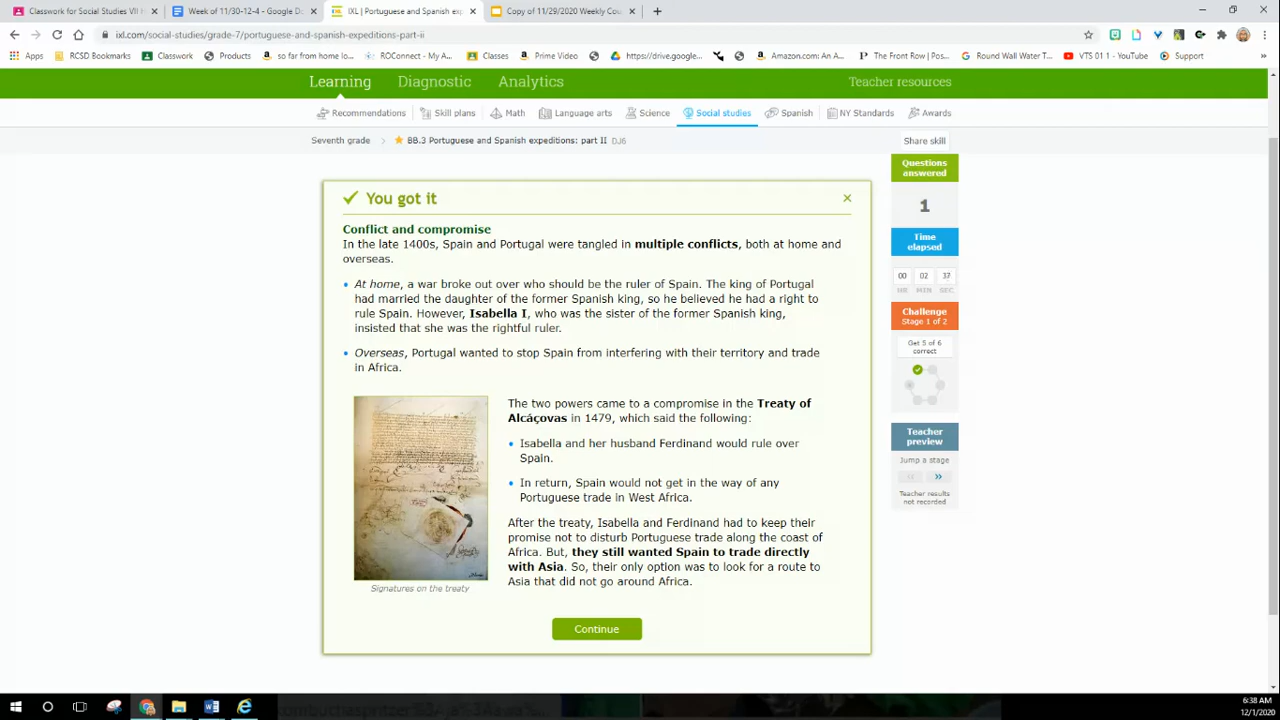 Classwork for Social Studies VII H
Week of 11/30-12-4 - Google D
IXL | Portuguese and Spanish exp
Copy of 11/29/2020 Weekly Cou
ixl.com/social-studies/grade-7/portuguese-and-spanish-expeditions-part-ii
Apps RCSD Bookmarks Classwork Products so far from home lo... ROConnect - My A... Classes Prime Video https://drive.google... Amazon.com: An A... The Front Row | Pos... Round Wall Water T... VTS 01 1 - YouTube Support
Learning Diagnostic Analytics Teacher resources
Recommendations Skill plans Math Language arts Science Social studies Spanish NY Standards Awards
Seventh grade > BB.3 Portuguese and Spanish expeditions: part II DJ6
Share skill
You got it
Conflict and compromise
In the late 1400s, Spain and Portugal were tangled in multiple conflicts, both at home and
overseas.
At home, a war broke out over who should be the ruler of Spain. The king of Portugal
had married the daughter of the former Spanish king, so he believed he had a right to
rule Spain. However, Isabella I, who was the sister of the former Spanish king,
insisted that she was the rightful ruler.
Overseas, Portugal wanted to stop Spain from interfering with their territory and trade
in Africa.
The two powers came to a compromise in the Treaty of
Alcáçovas in 1479, which said the following:
Isabella and her husband Ferdinand would rule over
Spain.
In return, Spain would not get in the way of any
Portuguese trade in West Africa.
After the treaty, Isabella and Ferdinand had to keep their
promise not to disturb Portuguese trade along the coast of
Africa. But, they still wanted Spain to trade directly
with Asia. So, their only option was to look for a route to
Asia that did not go around Africa.
Signatures on the treaty
Continue
Questions
answered
1
Time
elapsed
00 02 37
HR MIN SEC
Challenge
Stage 1 of 2
Get 5 of 6
correct
Teacher
preview
Jump a stage
Teacher results
not recorded
6:38 AM
12/1/2020